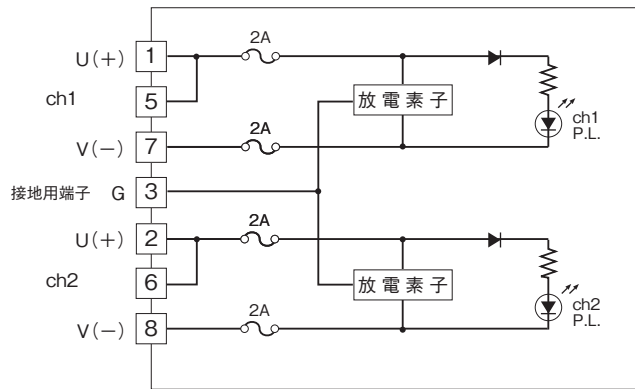 2A
U(+) 1
ch1 5 放電素子 ch1
P.L.
2A
V(−) 7
接地用端子 G 3
2A
U(+) 2
ch2 6 放電素子 ch2
P.L.
2A
V(−) 8